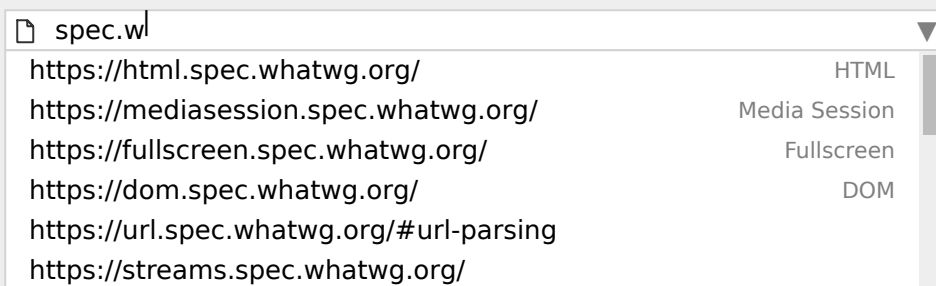 spec.w
https://html.spec.whatwg.org/ HTML
https://mediasession.spec.whatwg.org/ Media Session
https://fullscreen.spec.whatwg.org/ Fullscreen
https://dom.spec.whatwg.org/ DOM
https://url.spec.whatwg.org/#url-parsing
https://streams.spec.whatwg.org/